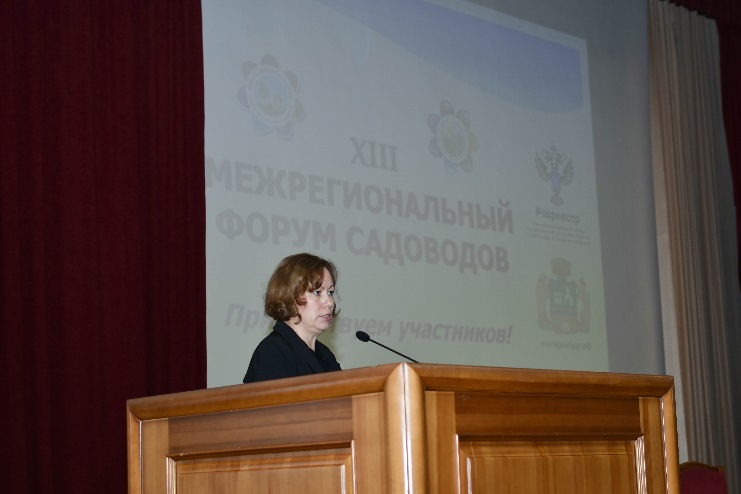 XIII
МЕЖРЕГИОНАЛЬНЫЙ
ФОРУМ САДОВОДОВ
участников!
Росреестр